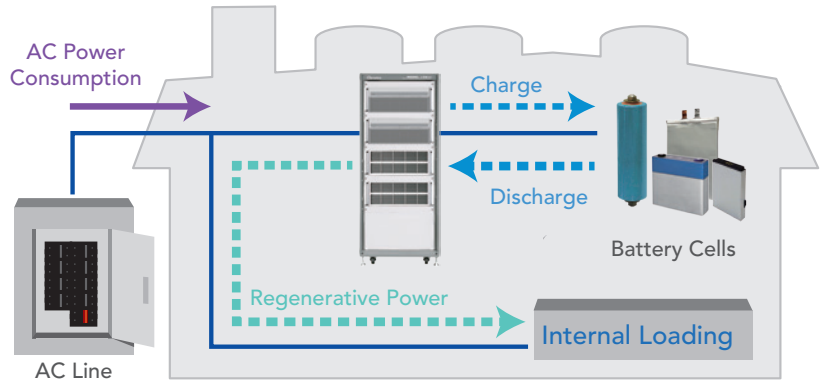 AC Power
Consumption
Charge
Discharge
Battery Cells
Regenerative Power
Internal Loading
AC Line